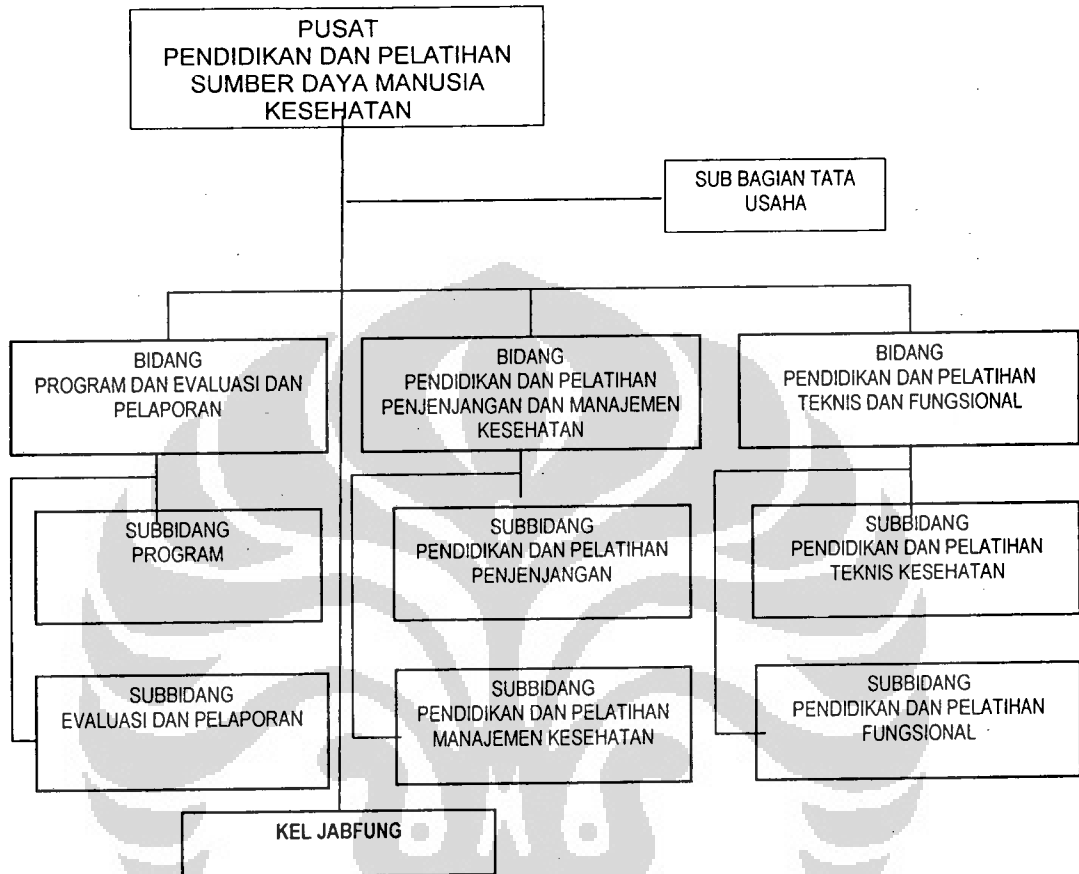 PUSAT
PENDIDIKAN DAN PELATIHAN
SUMBER DAYA MANUSIA
KESEHATAN
SUB BAGIAN TATA
USAHA
BIDANG
PROGRAM DAN EVALUASI DAN
PELAPORAN
BIDANG
PENDIDIKAN DAN PELATIHAN
PENJENJANGAN DAN MANAJEMEN
KESEHATAN
BIDANG
PENDIDIKAN DAN PELATIHAN
TEKNIS DAN FUNGSIONAL
SUBBIDANG
PROGRAM
SUBBIDANG
PENDIDIKAN DAN PELATIHAN
PENJENJANGAN
SUBBIDANG
PENDIDIKAN DAN PELATIHAN
TEKNIS KESEHATAN
SUBBIDANG
EVALUASI DAN PELAPORAN
SUBBIDANG
PENDIDIKAN DAN PELATIHAN
MANAJEMEN KESEHATAN
SUBBIDANG
PENDIDIKAN DAN PELATIHAN
FUNGSIONAL
KEL JABFUNG